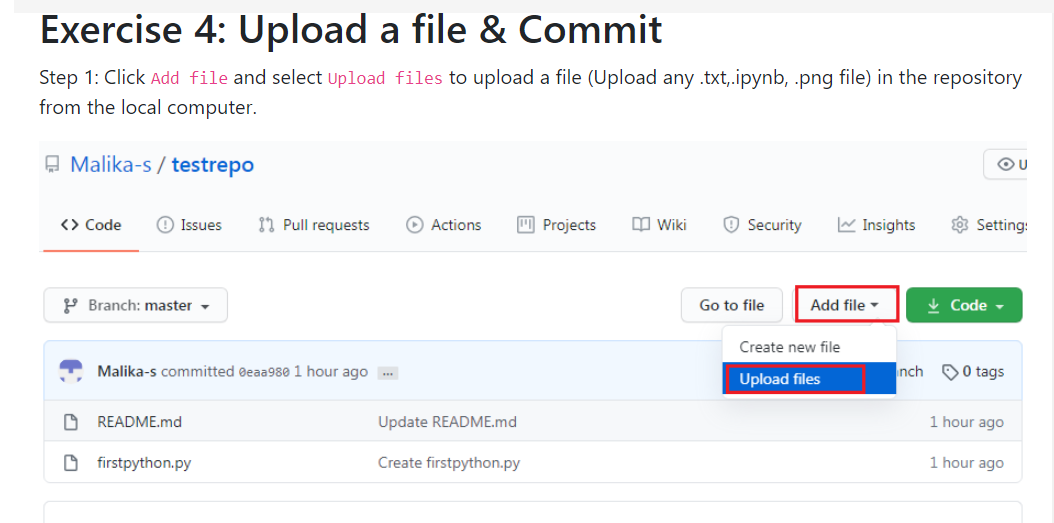 Exercise 4: Upload a file & Commit
Step 1: Click Add file and select Upload files to upload a file (Upload any .txt,.ipynb, .png file) in the repository
from the local computer.
Malika-s / testrepo
Code Issues Pull requests Actions Projects Wiki Security Insights Settings
Branch: master Go to file Add file Code
Create new file
Malika-s committed 0eaa980 1 hour ago ... 0 tags
Upload files
README.md Update README.md 1 hour ago
firstpython.py Create firstpython.py 1 hour ago